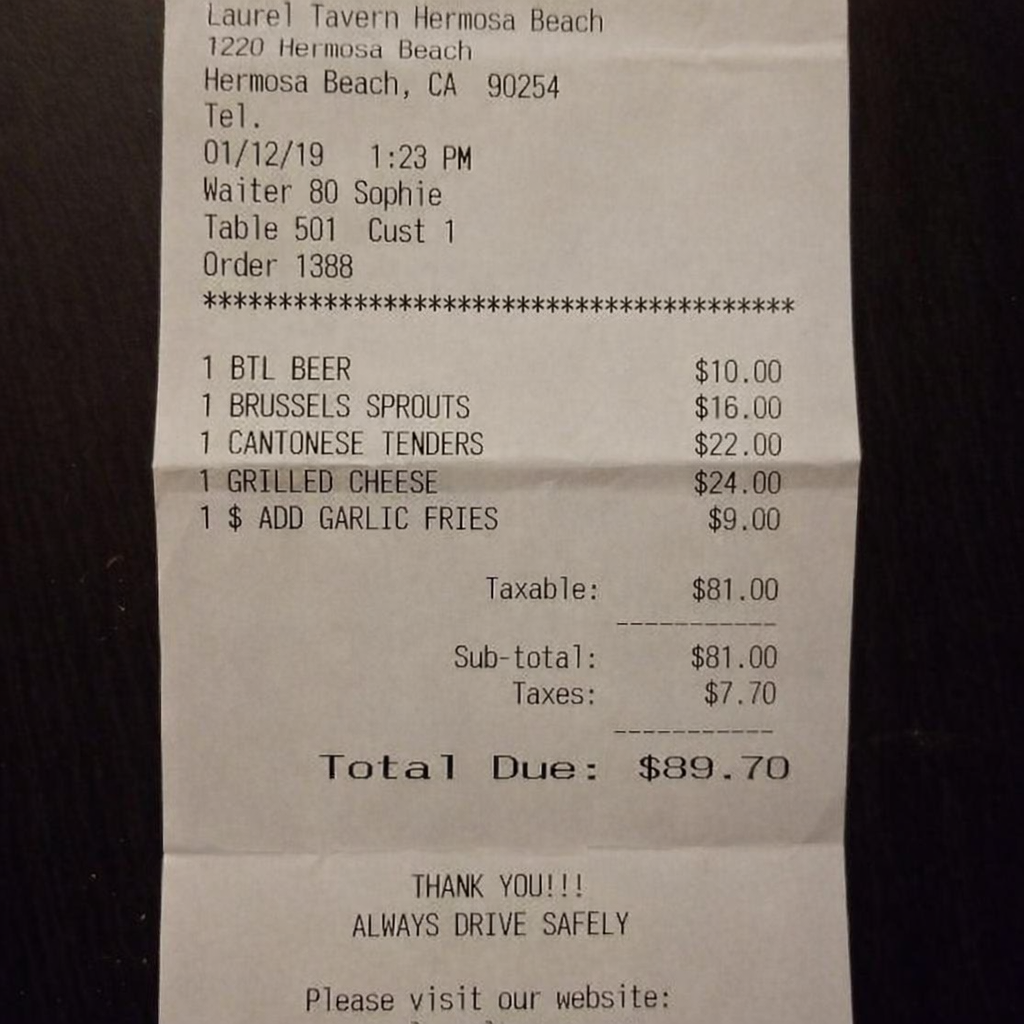 Laurel Tavern Hermosa Beach
1220 Hermosa Beach
Hermosa Beach, CA  90254
Tel.
01/12/19   1:23 PM
Waiter 80 Sophie
Table 501  Cust 1
Order 1388
***************************************
1 BTL BEER $10.00
1 BRUSSELS SPROUTS $16.00
1 CANTONESE TENDERS $22.00
1 GRILLED CHEESE $24.00
1 $ ADD GARLIC FRIES $9.00
Taxable: $81.00
-----------
Sub-total: $81.00
Taxes: $7.70
-----------
Total Due: $89.70
THANK YOU!!!
ALWAYS DRIVE SAFELY
Please visit our website: